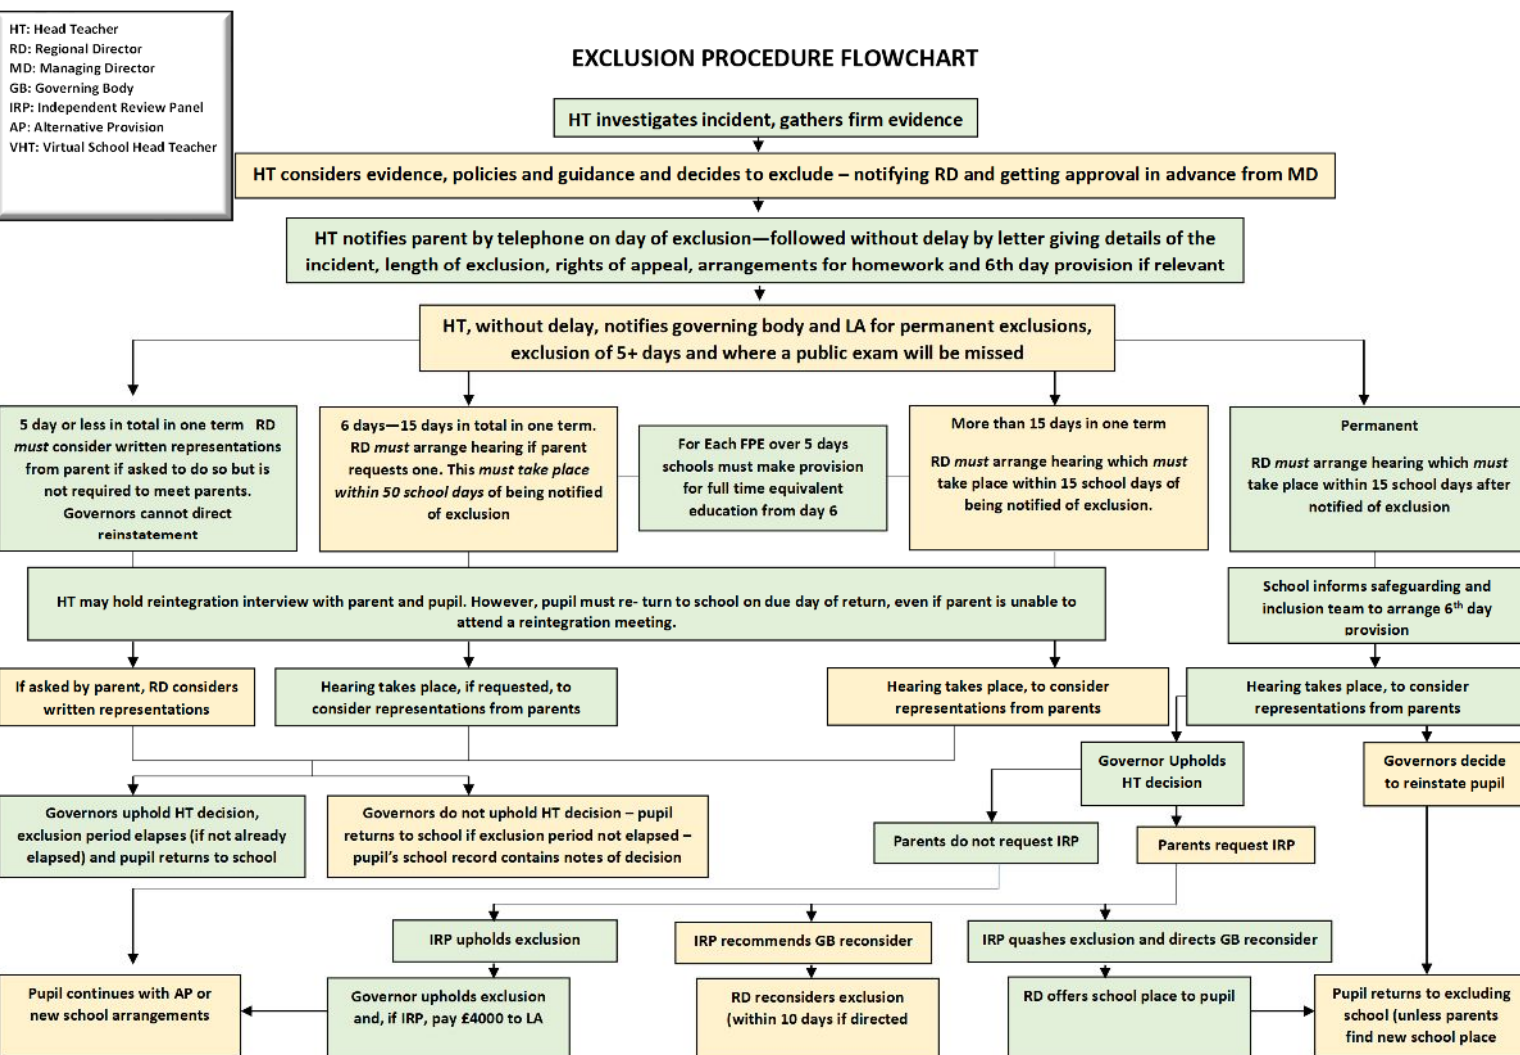 HT: Head Teacher
RD: Regional Director
MD: Managing Director
GB: Governing Body
IRP: Independent Review Panel
AP: Alternative Provision
VHT: Virtual School Head Teacher
EXCLUSION PROCEDURE FLOWCHART
HT investigates incident, gathers firm evidence
HT considers evidence, policies and guidance and decides to exclude – notifying RD and getting approval in advance from MD
HT notifies parent by telephone on day of exclusion—followed without delay by letter giving details of the
incident, length of exclusion, rights of appeal, arrangements for homework and 6th day provision if relevant
HT, without delay, notifies governing body and LA for permanent exclusions,
exclusion of 5+ days and where a public exam will be missed
5 day or less in total in one term RD
must consider written representations
from parent if asked to do so but is
not required to meet parents.
Governors cannot direct
reinstatement
6 days—15 days in total in one term.
RD must arrange hearing if parent
requests one. This must take place
within 50 school days of being notified
of exclusion
For Each FPE over 5 days
schools must make provision
for full time equivalent
education from day 6
More than 15 days in one term
RD must arrange hearing which must
take place within 15 school days of
being notified of exclusion.
Permanent
RD must arrange hearing which must
take place within 15 school days after
notified of exclusion
HT may hold reintegration interview with parent and pupil. However, pupil must re- turn to school on due day of return, even if parent is unable to
attend a reintegration meeting.
School informs safeguarding and
inclusion team to arrange 6th day
provision
If asked by parent, RD considers
written representations
Hearing takes place, if requested, to
consider representations from parents
Hearing takes place, to consider
representations from parents
Hearing takes place, to consider
representations from parents
Governor Upholds
HT decision
Governors decide
to reinstate pupil
Governors uphold HT decision,
exclusion period elapses (if not already
elapsed) and pupil returns to school
Governors do not uphold HT decision – pupil
returns to school if exclusion period not elapsed –
pupil's school record contains notes of decision
Parents do not request IRP
Parents request IRP
IRP upholds exclusion
IRP recommends GB reconsider
IRP quashes exclusion and directs GB reconsider
Pupil continues with AP or
new school arrangements
Governor upholds exclusion
and, if IRP, pay £4000 to LA
RD reconsiders exclusion
(within 10 days if directed
RD offers school place to pupil
Pupil returns to excluding
school (unless parents
find new school place